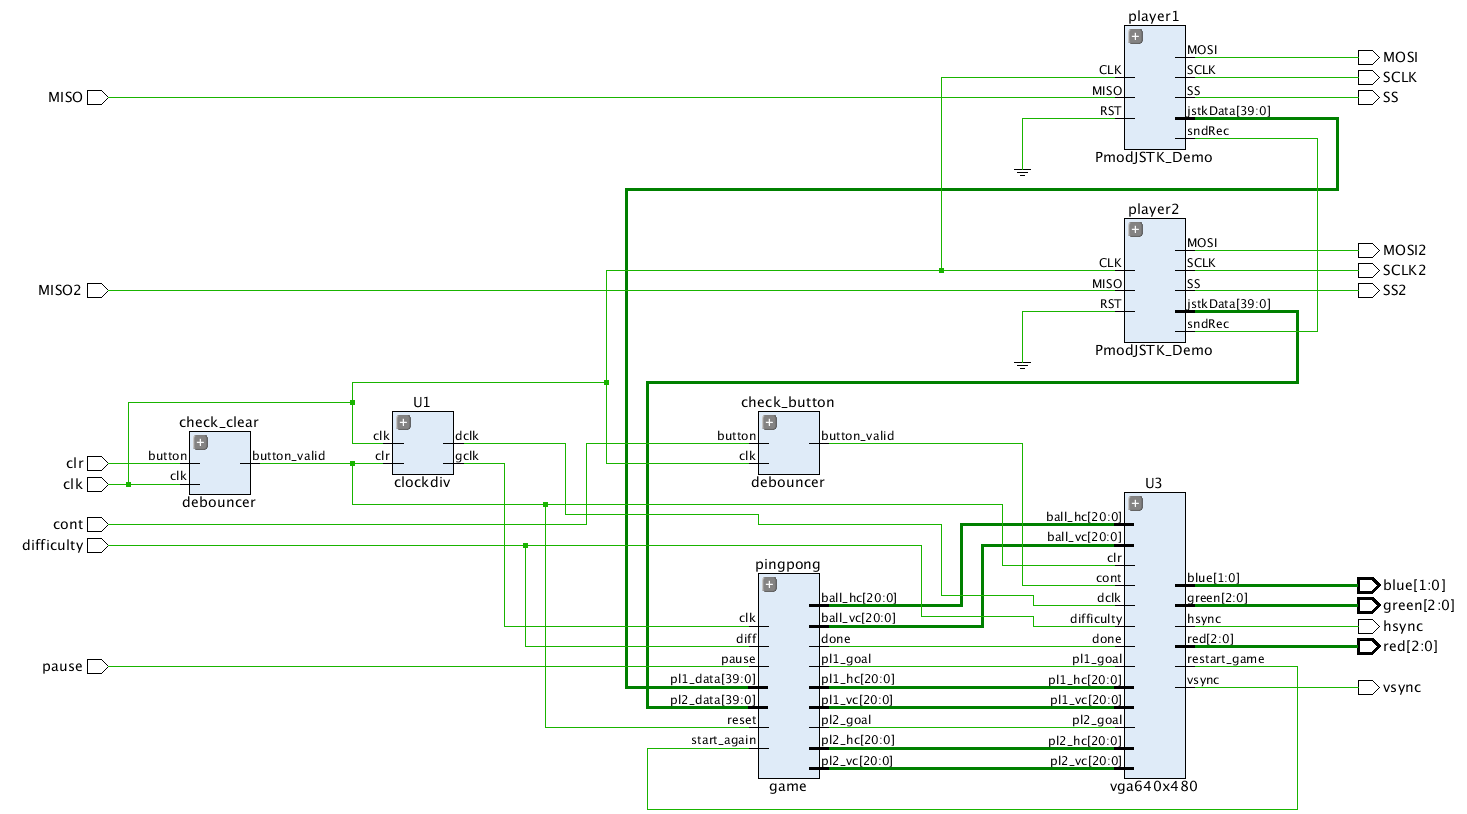 player1
MOSI
CLK
SCLK
MISO
SS
RST
jstkData[39:0]
sndRec
PmodJSTK_Demo
MISO
MOSI
SCLK
SS
player2
MOSI
CLK
SCLK
MISO
SS
RST
jstkData[39:0]
sndRec
PmodJSTK_Demo
MISO2
MOSI2
SCLK2
SS2
check_clear
button
button_valid
clk
debouncer
clr
clk
U1
clk
dclk
clr
gclk
clockdiv
check_button
button
button_valid
clk
debouncer
cont
difficulty
pause
pingpong
ball_hc[20:0]
clk
ball_vc[20:0]
diff
done
pause
pl1_goal
pl1_data[39:0]
pl1_hc[20:0]
pl2_data[39:0]
pl1_vc[20:0]
reset
pl2_goal
start_again
pl2_hc[20:0]
pl2_vc[20:0]
game
U3
ball_hc[20:0]
ball_vc[20:0]
clr
cont
blue[1:0]
dclk
green[2:0]
difficulty
hsync
done
red[2:0]
pl1_goal
restart_game
pl1_hc[20:0]
vsync
pl1_vc[20:0]
pl2_goal
pl2_hc[20:0]
pl2_vc[20:0]
vga640x480
blue[1:0]
green[2:0]
hsync
red[2:0]
vsync